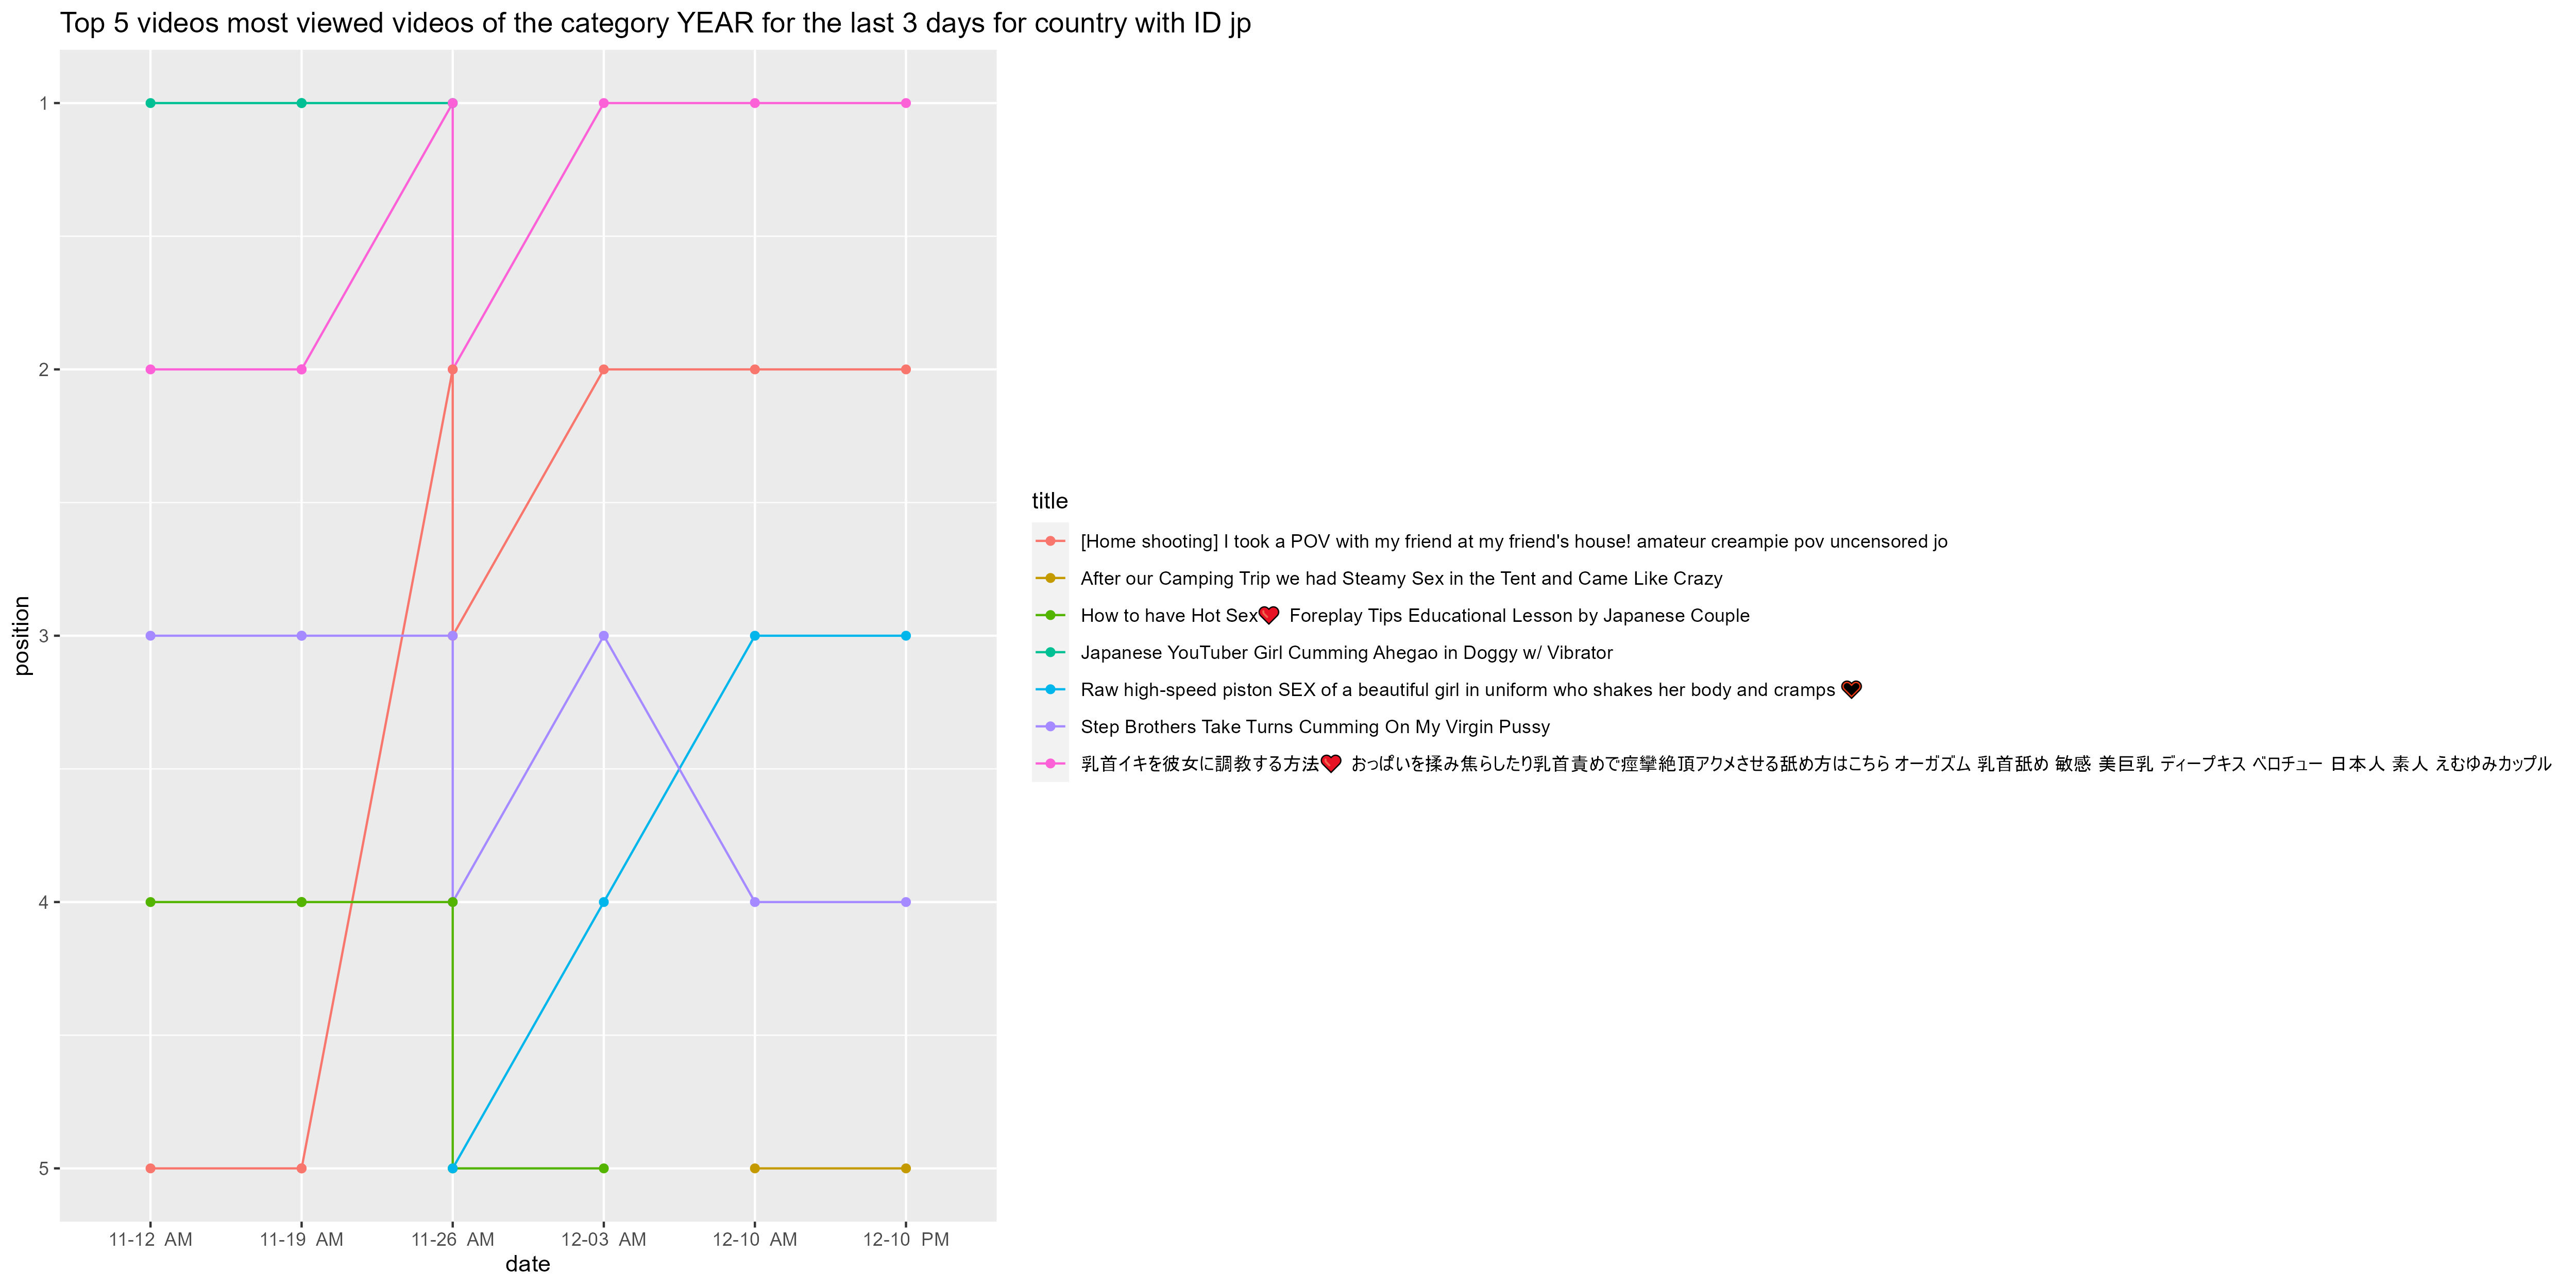 Top 5 videos most viewed videos of the category YEAR for the last 3 days for country with ID jp
position
1
2
3
4
5
11-12 AM
11-19 AM
11-26 AM
12-03 AM
12-10 AM
12-10 PM
date
title
[Home shooting] I took a POV with my friend at my friend's house! amateur creampie pov uncensored jo
After our Camping Trip we had Steamy Sex in the Tent and Came Like Crazy
How to have Hot Sex❤️ Foreplay Tips Educational Lesson by Japanese Couple
Japanese YouTuber Girl Cumming Ahegao in Doggy w/ Vibrator
Raw high-speed piston SEX of a beautiful girl in uniform who shakes her body and cramps 🖤
Step Brothers Take Turns Cumming On My Virgin Pussy
乳首イキを彼女に調教する方法❤️ おっぱいを揉み焦らしたり乳首責めで痙攣絶頂アクメさせる舐め方はこちら オーガズム 乳首舐め 敏感 美巨乳 ディープキス ベロチュー 日本人 素人 えむゆみカップル